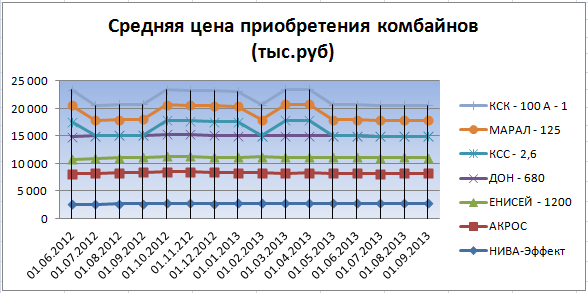 Средняя цена приобретения комбайнов
(тыс.руб)
25 000
20 000
15 000
10 000
5 000
0
01.06.2012
01.07.2012
01.08.2012
01.09.2012
01.10.2012
01.11.212
01.12.2012
01.01.2013
01.02.2013
01.03.2013
01.04.2013
01.05.2013
01.06.2013
01.07.2013
01.08.2013
01.09.2013
КСК - 100 А - 1
МАРАЛ - 125
КСС - 2,6
ДОН - 680
ЕНИСЕЙ - 1200
АКРОС
НИВА-Эффект